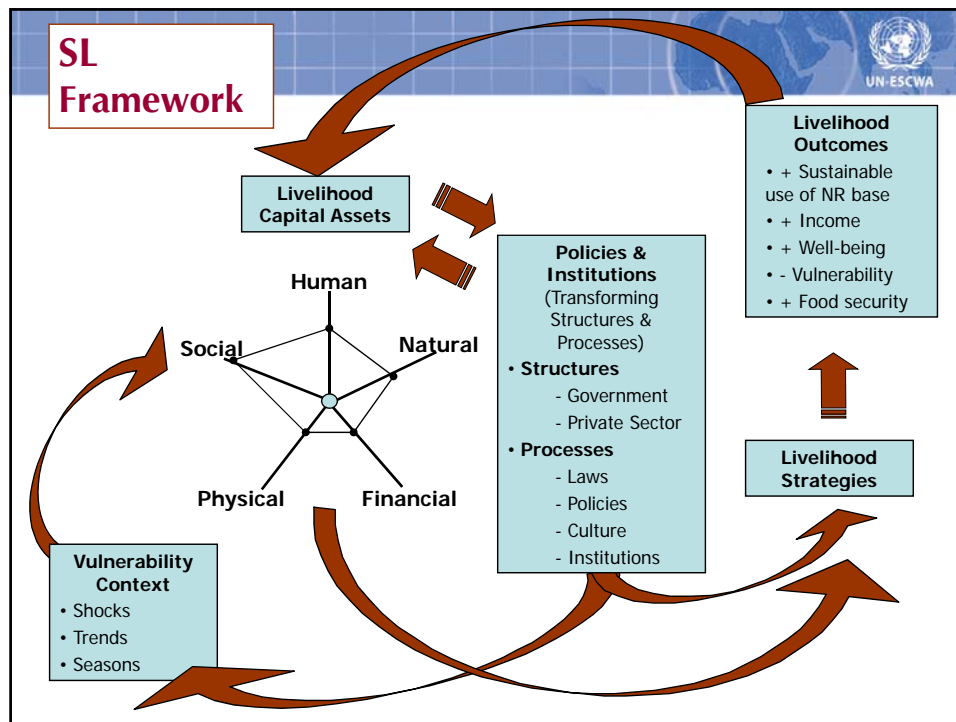 SL
Framework
UN-ESCWA
Livelihood
Outcomes
• + Sustainable
use of NR base
• + Income
• + Well-being
• - Vulnerability
• + Food security
Livelihood
Capital Assets
Policies &
Institutions
(Transforming
Structures &
Processes)
• Structures
- Government
- Private Sector
• Processes
- Laws
- Policies
- Culture
- Institutions
Human
Social
Natural
Physical
Financial
Livelihood
Strategies
Vulnerability
Context
• Shocks
• Trends
• Seasons